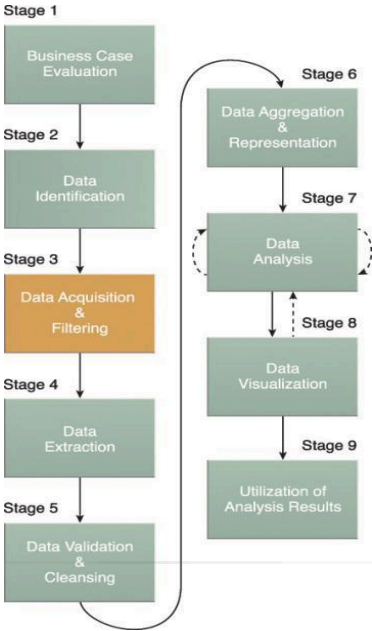 Stage 1
Business Case
Evaluation
Stage 2
Data
Identification
Stage 3
Data Acquisition
&
Filtering
Stage 4
Data
Extraction
Stage 5
Data Validation
&
Cleansing
Stage 6
Data Aggregation
&
Representation
Stage 7
Data
Analysis
Stage 8
Data
Visualization
Stage 9
Utilization of
Analysis Results